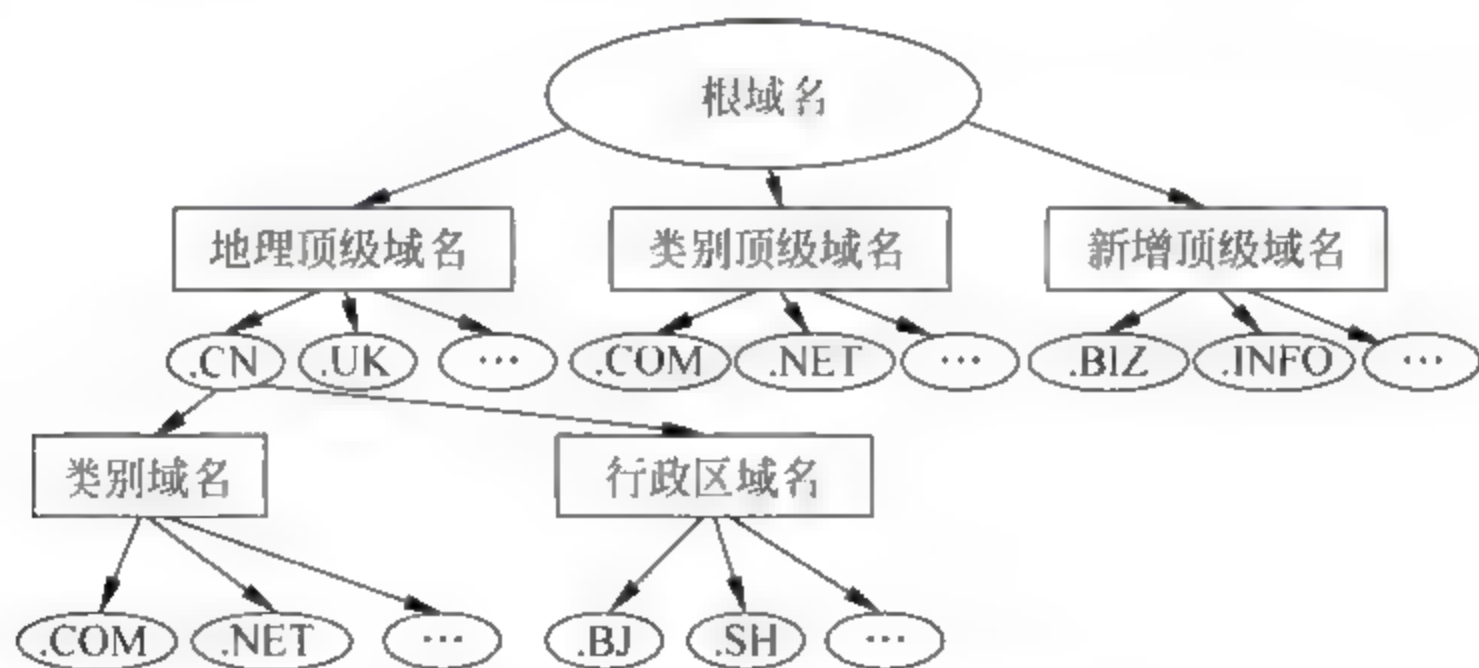 根域名
地理顶级域名 类别顶级域名 新增顶级域名
.CN .UK ... .COM .NET ... .BIZ .INFO ...
类别域名 行政区域名
.COM .NET ... .BJ .SH ...